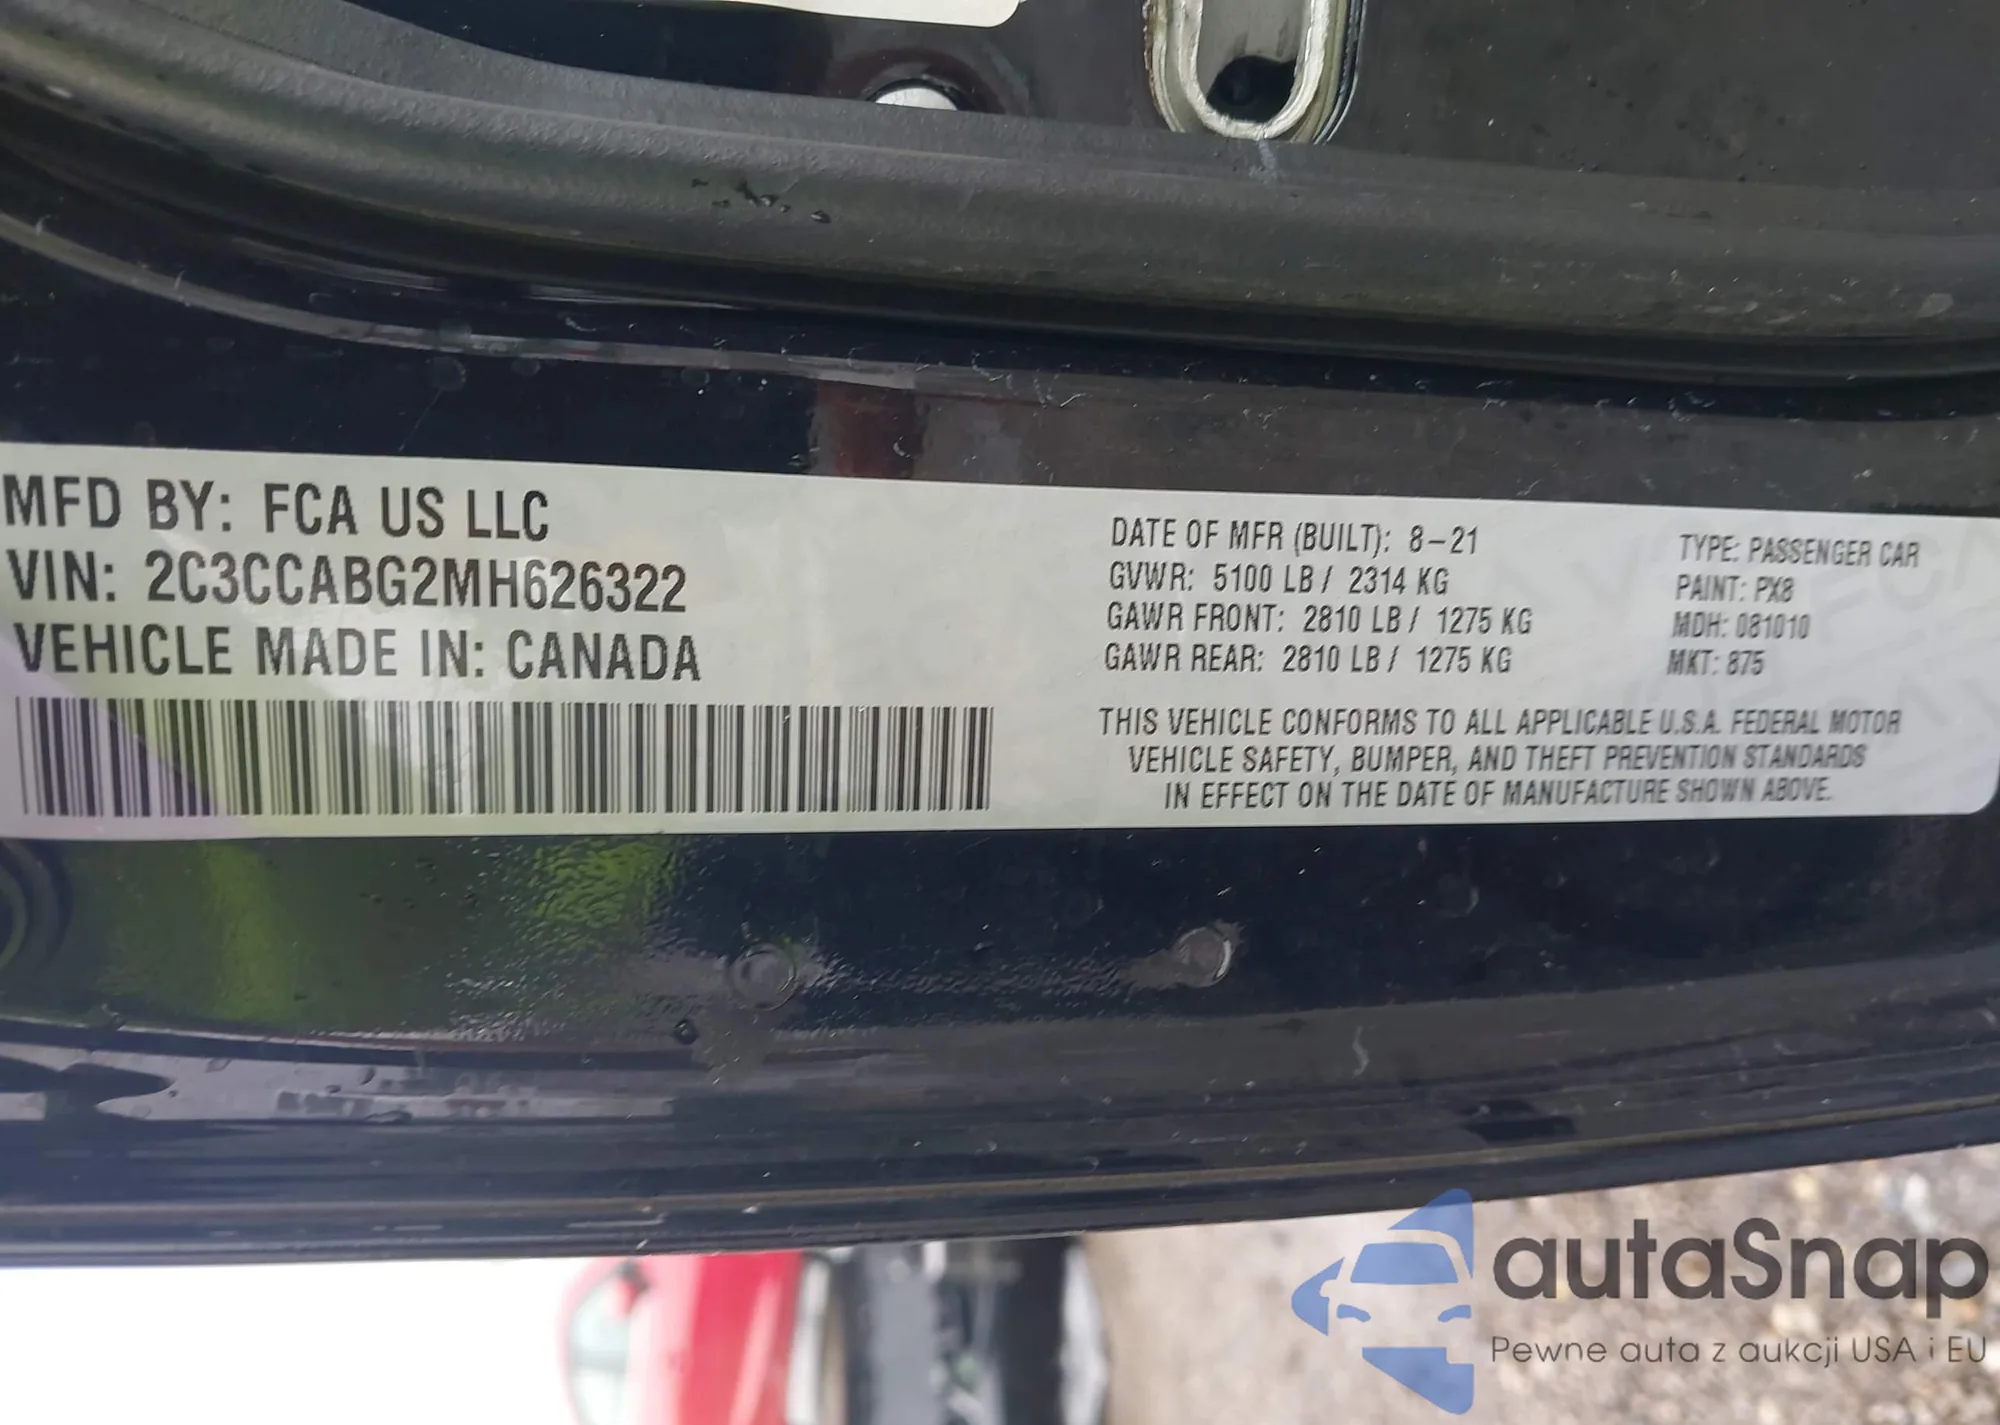 MFD BY: FCA US LLC
VIN: 2C3CCABG2MH626322
VEHICLE MADE IN: CANADA
DATE OF MFR (BUILT): 8-21
GVWR: 5100 LB / 2314 KG
GAWR FRONT: 2810 LB / 1275 KG
GAWR REAR: 2810 LB / 1275 KG
TYPE: PASSENGER CAR
PAINT: PX8
MDH: 081010
MKT: 875
THIS VEHICLE CONFORMS TO ALL APPLICABLE U.S.A. FEDERAL MOTOR
VEHICLE SAFETY, BUMPER, AND THEFT PREVENTION STANDARDS
IN EFFECT ON THE DATE OF MANUFACTURE SHOWN ABOVE.
autaSnap
Pewne auta z aukcji USA i EU